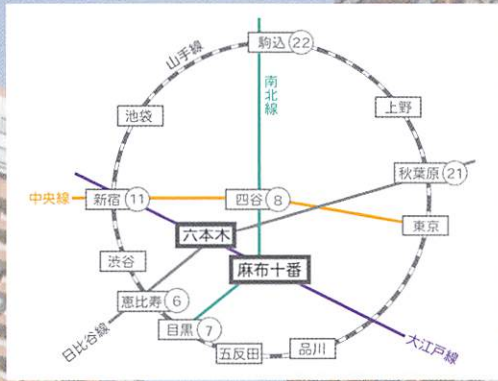 駒込 22
山手線
南北線
池袋
上野
秋葉原 21
中央線
新宿 11
四谷 8
東京
六本木
渋谷
麻布十番
恵比寿 6
日比谷線
目黒 7
五反田
品川
大江戸線